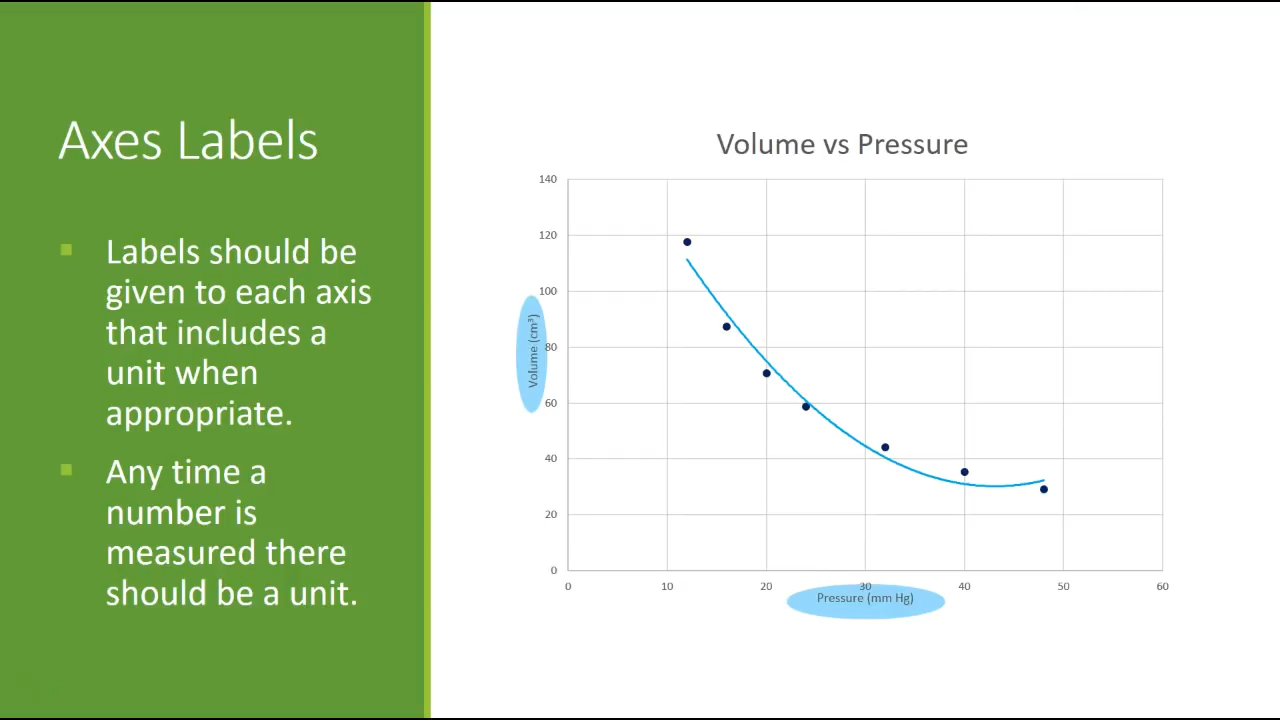 Axes Labels
Labels should be
given to each axis
that includes a
unit when
appropriate.
Any time a
number is
measured there
should be a unit.
Volume vs Pressure
140
120
100
80
60
40
20
0
Volume (cm³)
0 10 20 30 40 50 60
Pressure (mm Hg)